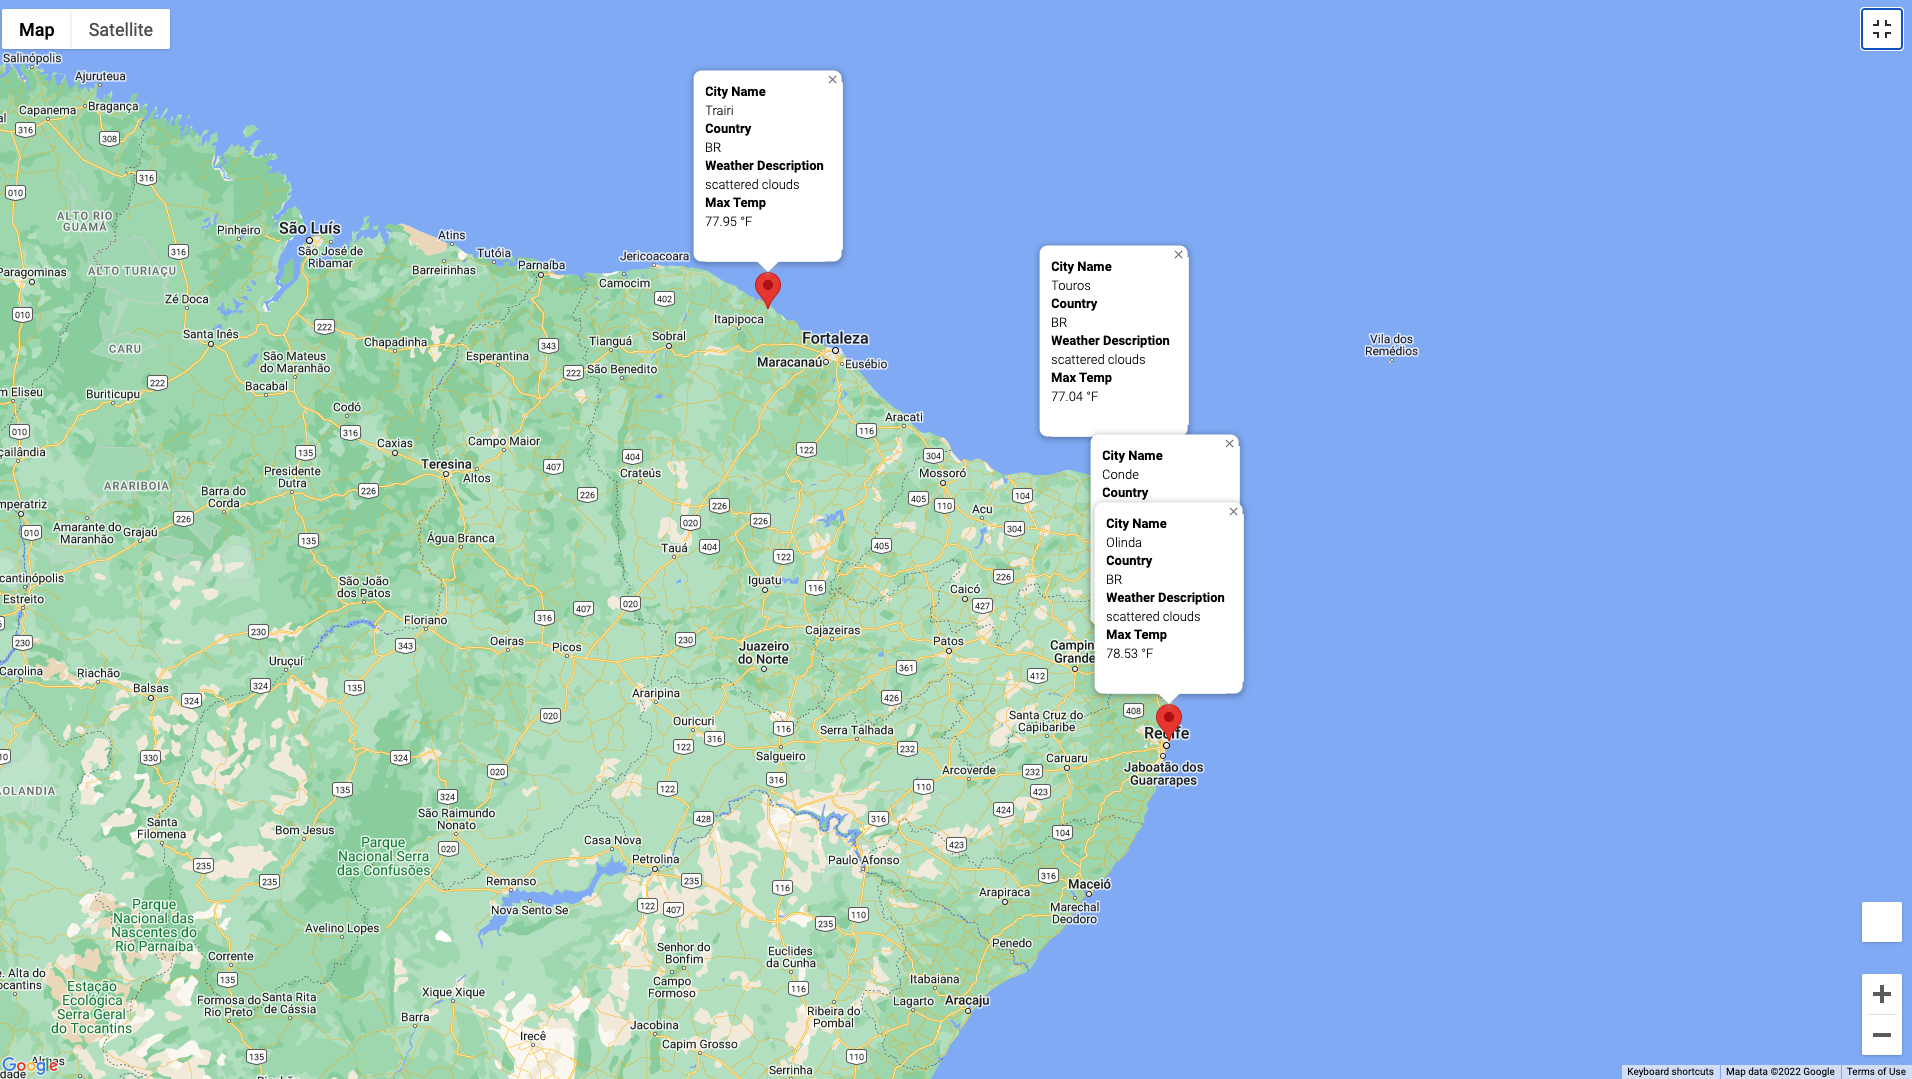 Map
Satellite
Salinópolis
Ajuruteua
Capanema
Bragança
316
308
316
010
ALTO RIO
GUAMÁ
Pinheiro
São Luís
São José de
Ribamar
Atins
Barreirinhas
Tutóia
Parnaíba
Jericoacoara
Camocim
402
316
ALTO TURIAÇU
Paragominas
Zé Doca
010
Santa Inês
222
CARU
São Mateus
do Maranhão
Chapadinha
Esperantina
343
Tianguá
Sobral
Itapipoca
Fortaleza
Maracanaú
Eusébio
222
São Benedito
222
Bacabal
Buriticupu
m Eliseu
City Name
Trairi
Country
BR
Weather Description
scattered clouds
Max Temp
77.95 °F
City Name
Touros
Country
BR
Weather Description
scattered clouds
Max Temp
77.04 °F
City Name
Conde
Country
City Name
Olinda
Country
BR
Weather Description
scattered clouds
Max Temp
78.53 °F
Vila dos
Remédios
Codó
316
010
çailândia
Caxias
Campo Maior
Aracati
116
135
Teresina
Altos
407
404
Crateús
122
304
Mossoró
Presidente
Dutra
ARARIBOIA
Barra do
Corda
226
226
226
405
110
104
mperatriz
226
Amarante do
Maranhão
Grajaú
010
135
Água Branca
020
226
Acu
304
Tauá
404
405
122
cantinópolis
Estreito
São João
dos Patos
Iguatu
116
Caicó
226
427
230
230
Floriano
316
407
020
Cajazeiras
Patos
343
Oeiras
Picos
230
Juazeiro
do Norte
Campin
Grande
Carolina
Riachão
Uruçuí
361
412
Balsas
324
324
135
Araripina
426
020
Ouricuri
116
Santa Cruz do
Capibaribe
408
Recife
122
316
Serra Talhada
232
Salgueiro
330
324
020
Caruaru
Jaboatão dos
Guararapes
Arcoverde
232
316
122
110
423
135
324
OLANDIA
424
São Raimundo
Nonato
428
316
Santa
Filomena
Bom Jesus
104
Parque
Nacional Serra
das Confusões
020
Casa Nova
423
Petrolina
Paulo Afonso
235
235
Remanso
235
116
316
Maceió
Arapiraca
Nova Sento Se
122
407
110
Marechal
Deodoro
Parque
Nacional das
Nascentes do
Rio Parnaíba
235
Avelino Lopes
Penedo
Senhor do
Bonfim
Euclides
da Cunha
Corrente
e. Alta do
ocantins
135
Campo
Formoso
Itabaiana
116
Estação
Ecológica
Serra Geral
do Tocantins
Formosa do
Rio Preto
Santa Rita
de Cássia
Xique Xique
Lagarto
Aracaju
Barra
Ribeira do
Pombal
Jacobina
Irecê
Capim Grosso
135
110
Serrinha
Google
Keyboard shortcuts
Map data ©2022 Google
Terms of Use